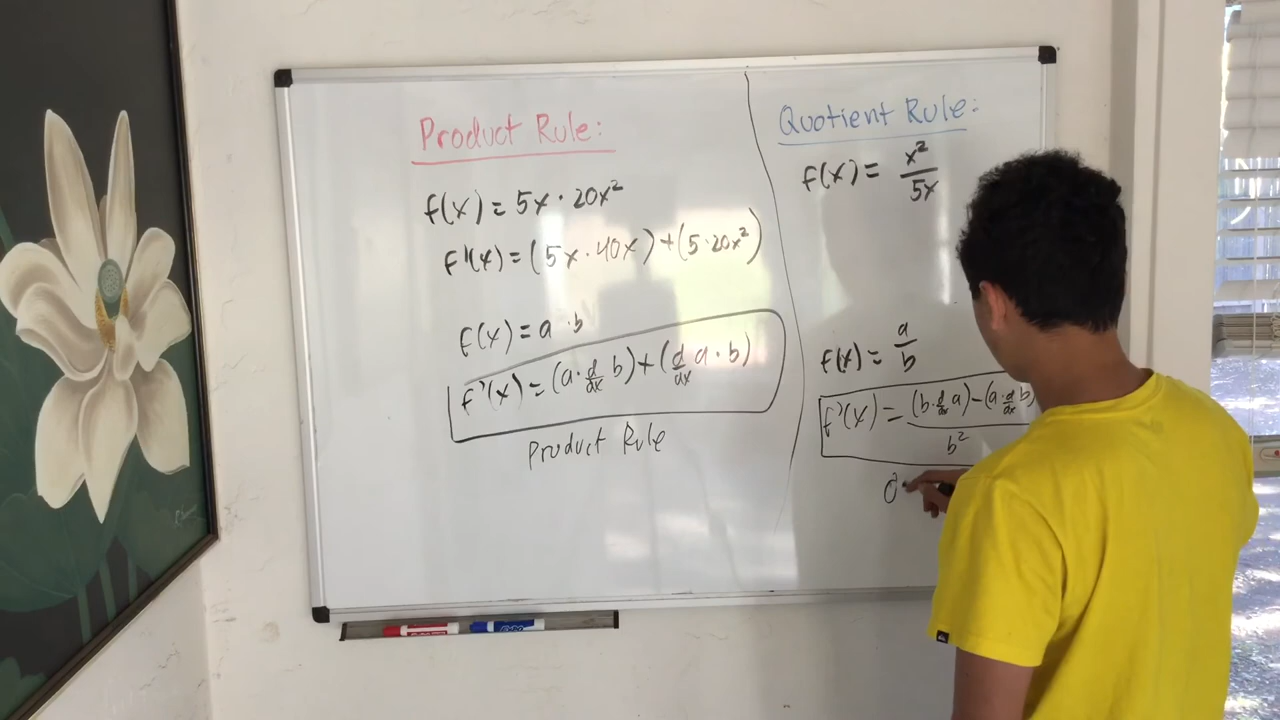 Product Rule:
f(x) = 5x · 20x²
f'(x) = (5x · 40x) + (5 · 20x²)
f(x) = a · b
f'(x) = (a · d/dx b) + (d/dx a · b)
Product Rule
Quotient Rule:
f(x) = x²/5x
f(x) = a/b
f'(x) = (b · d/dx a) - (a · d/dx b)/b²